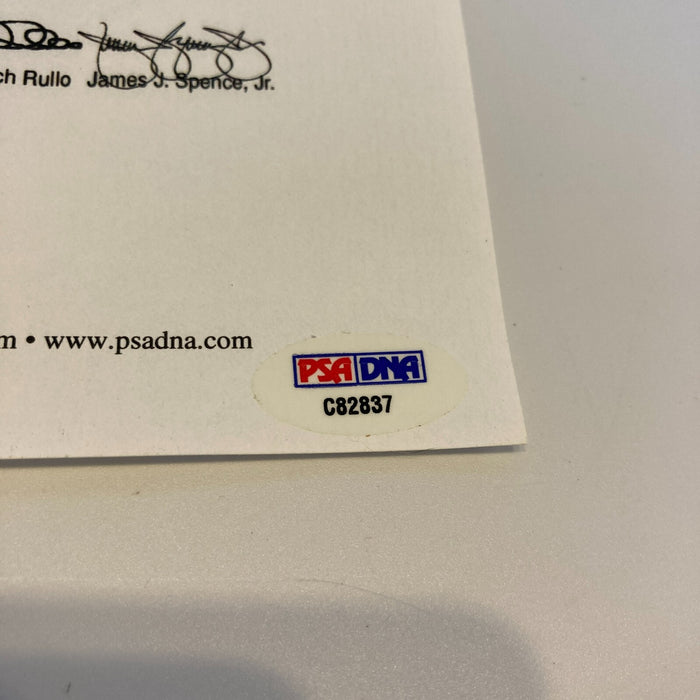 ch Rullo James J. Spence, Jr.
m • www.psadna.com
PSA DNA
C82837